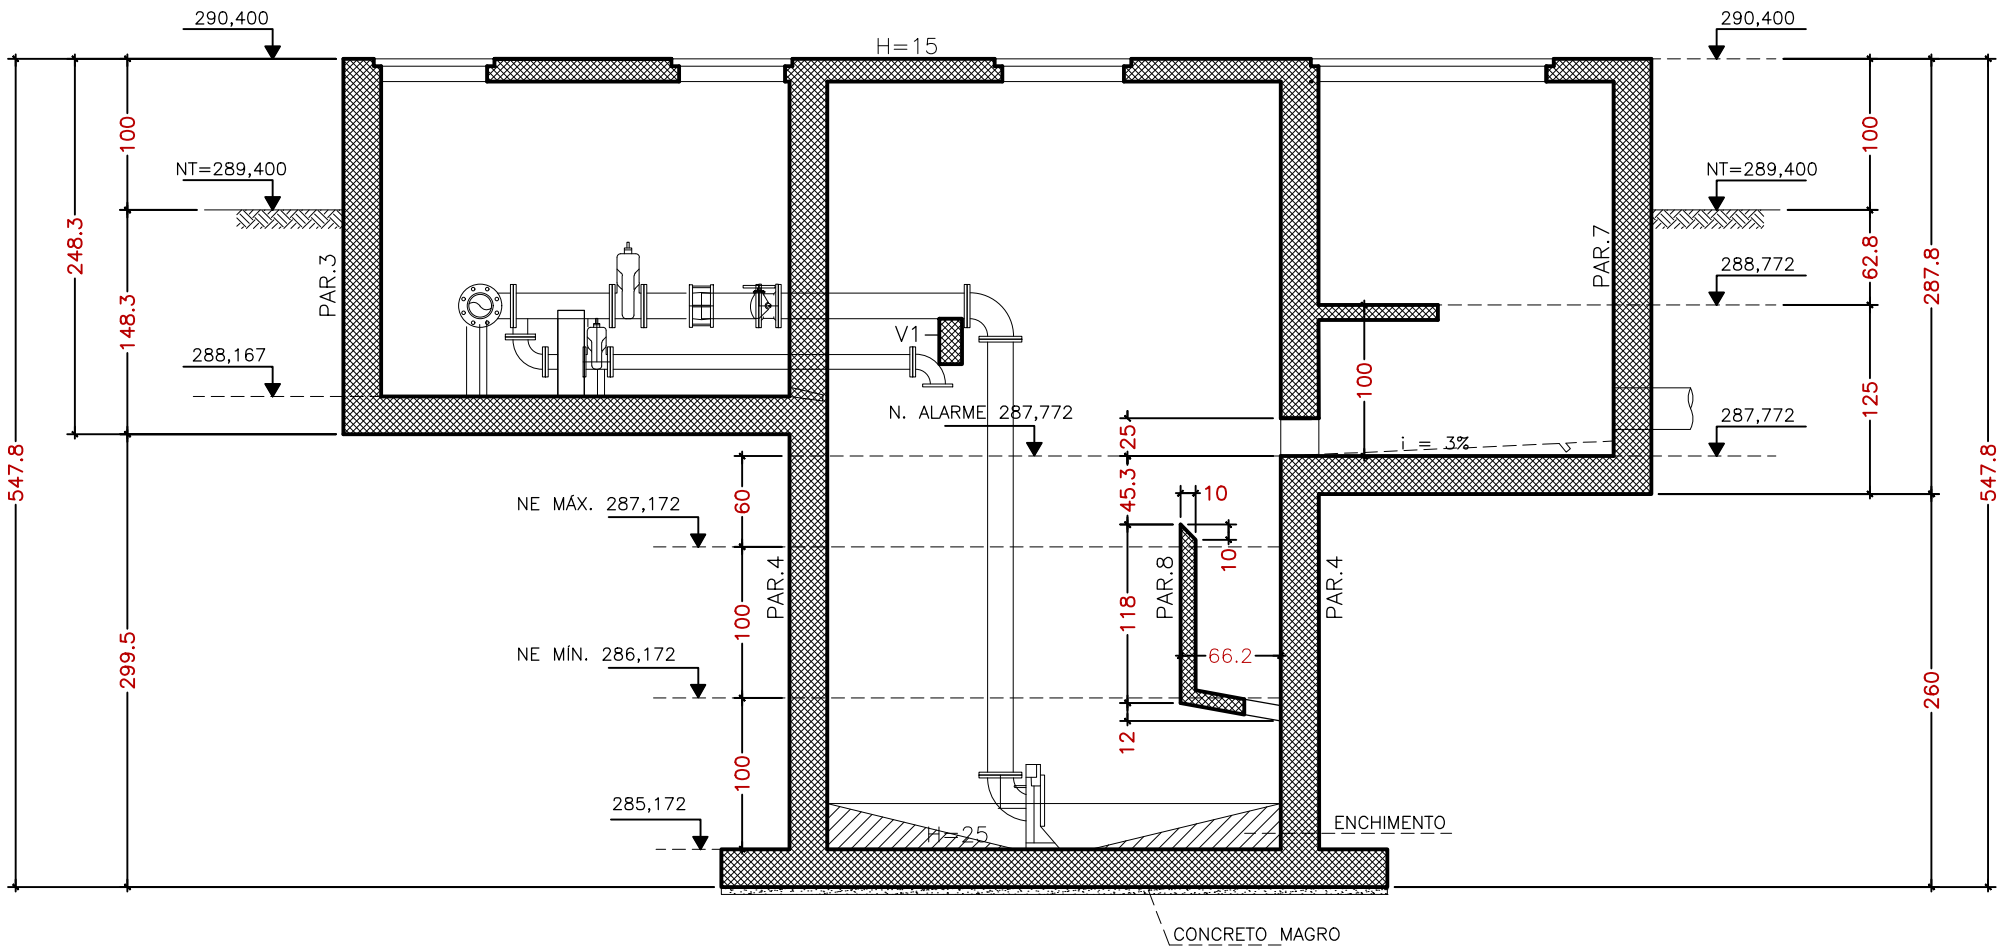 290,400
290,400
H=15
100
100
NT=289,400
NT=289,400
248.3
PAR.3
PAR.7
62.8
287.8
288,772
148.3
V1
288,167
100
125
N. ALARME 287,772
287,772
25
i = 3%
547.8
547.8
45.3
10
NE MÁX. 287,172
60
10
PAR.4
PAR.8
PAR.4
100
118
299.5
NE MÍN. 286,172
66.2
260
12
100
285,172
H=25
ENCHIMENTO
CONCRETO MAGRO